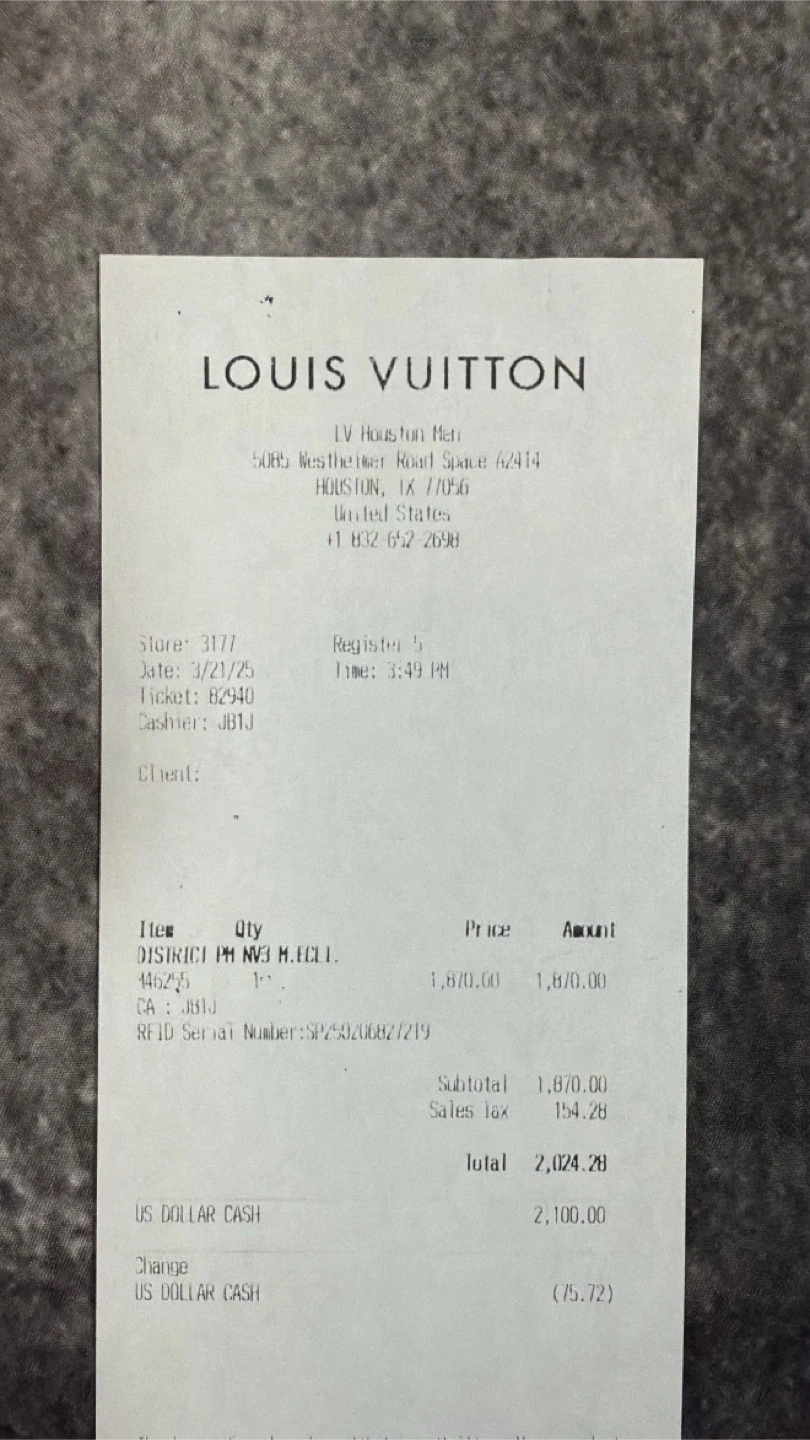 LOUIS VUITTON
LV Houston Men
5085 Westheimer Road Space A2414
HOUSTON, TX 77056
United States
+1 832-652-2698
Store: 3177 Register 5
Date: 3/21/25 Time: 3:49 PM
Ticket: 82940
Cashier: JB1J
Client:
Item Qty Price Amount
DISTRICT PM NV3 M.ECLI.
M46255 1,870.00 1,870.00
CA : JB1J
RFID Serial Number:
Subtotal 1,870.00
Sales Tax 154.28
Total 2,024.28
US DOLLAR CASH 2,100.00
Change
US DOLLAR CASH (75.72)